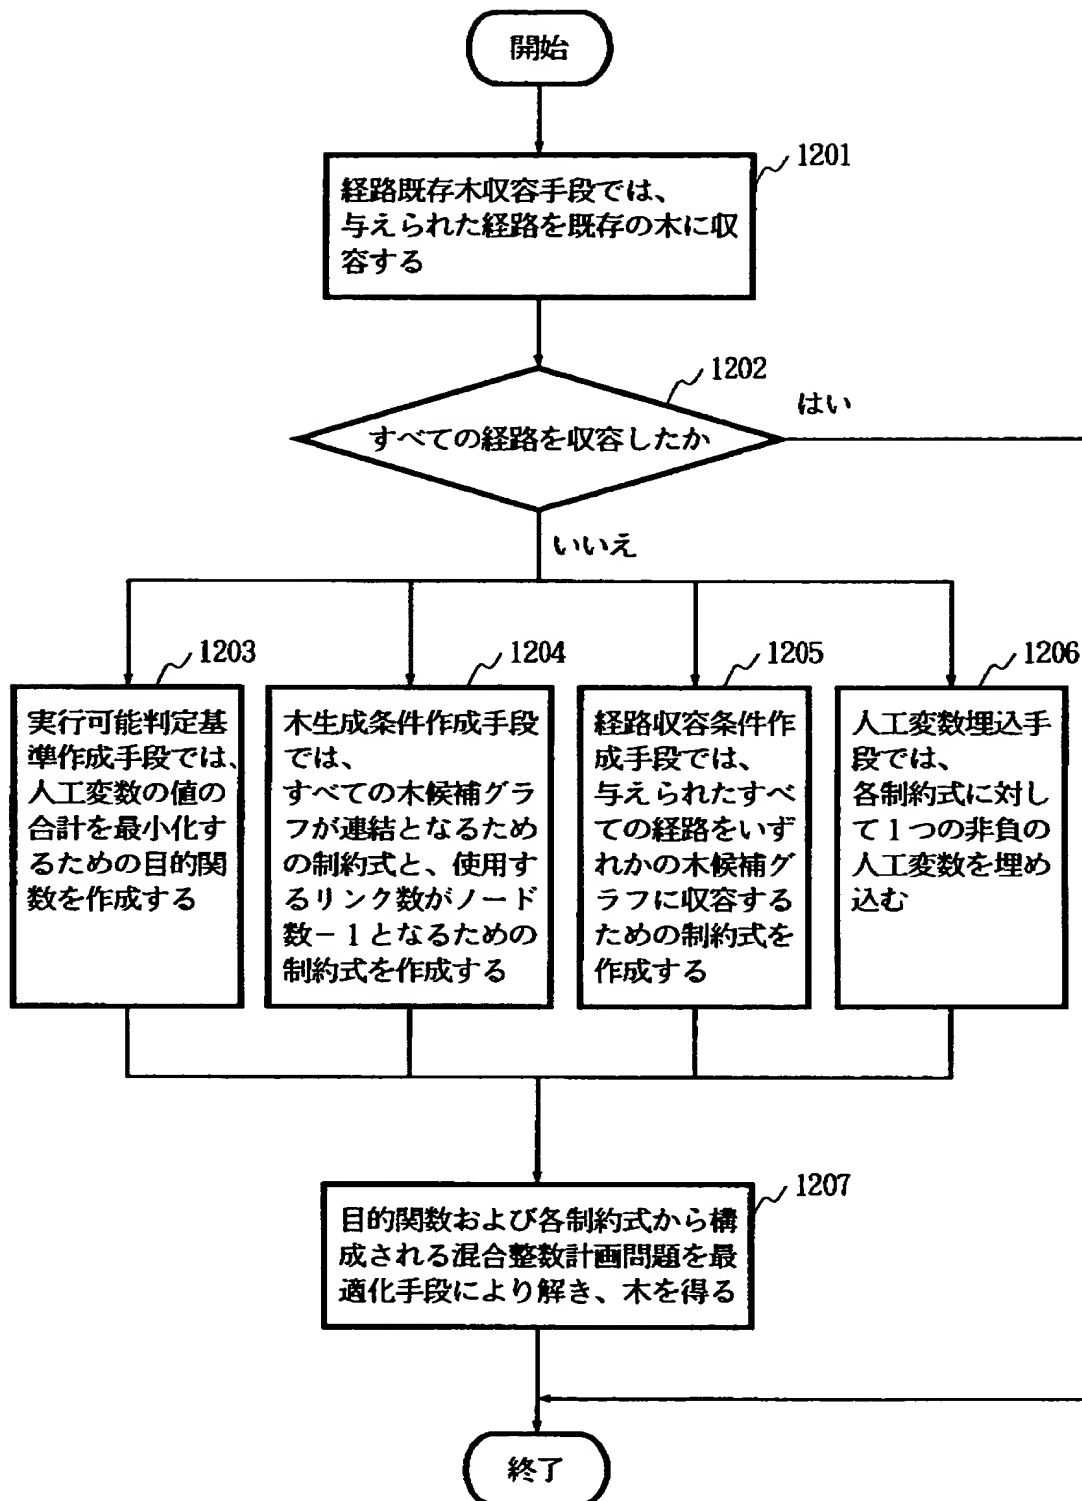 開始
1201
経路既存木収容手段では、
与えられた経路を既存の木に収
容する
1202
すべての経路を収容したか
はい
いいえ
1203
実行可能判定基
準作成手段では、
人工変数の値の
合計を最小化す
るための目的関
数を作成する
1204
木生成条件作成手段
では、
すべての木候補グラ
フが連結となるため
の制約式と、使用す
るリンク数がノード
数－1となるための
制約式を作成する
1205
経路収容条件作
成手段では、
与えられたすべ
ての経路をいず
れかの木候補グ
ラフに収容する
ための制約式を
作成する
1206
人工変数埋込手
段では、
各制約式に対し
て1つの非負の
人工変数を埋め
込む
1207
目的関数および各制約式から構
成される混合整数計画問題を最
適化手段により解き、木を得る
終了